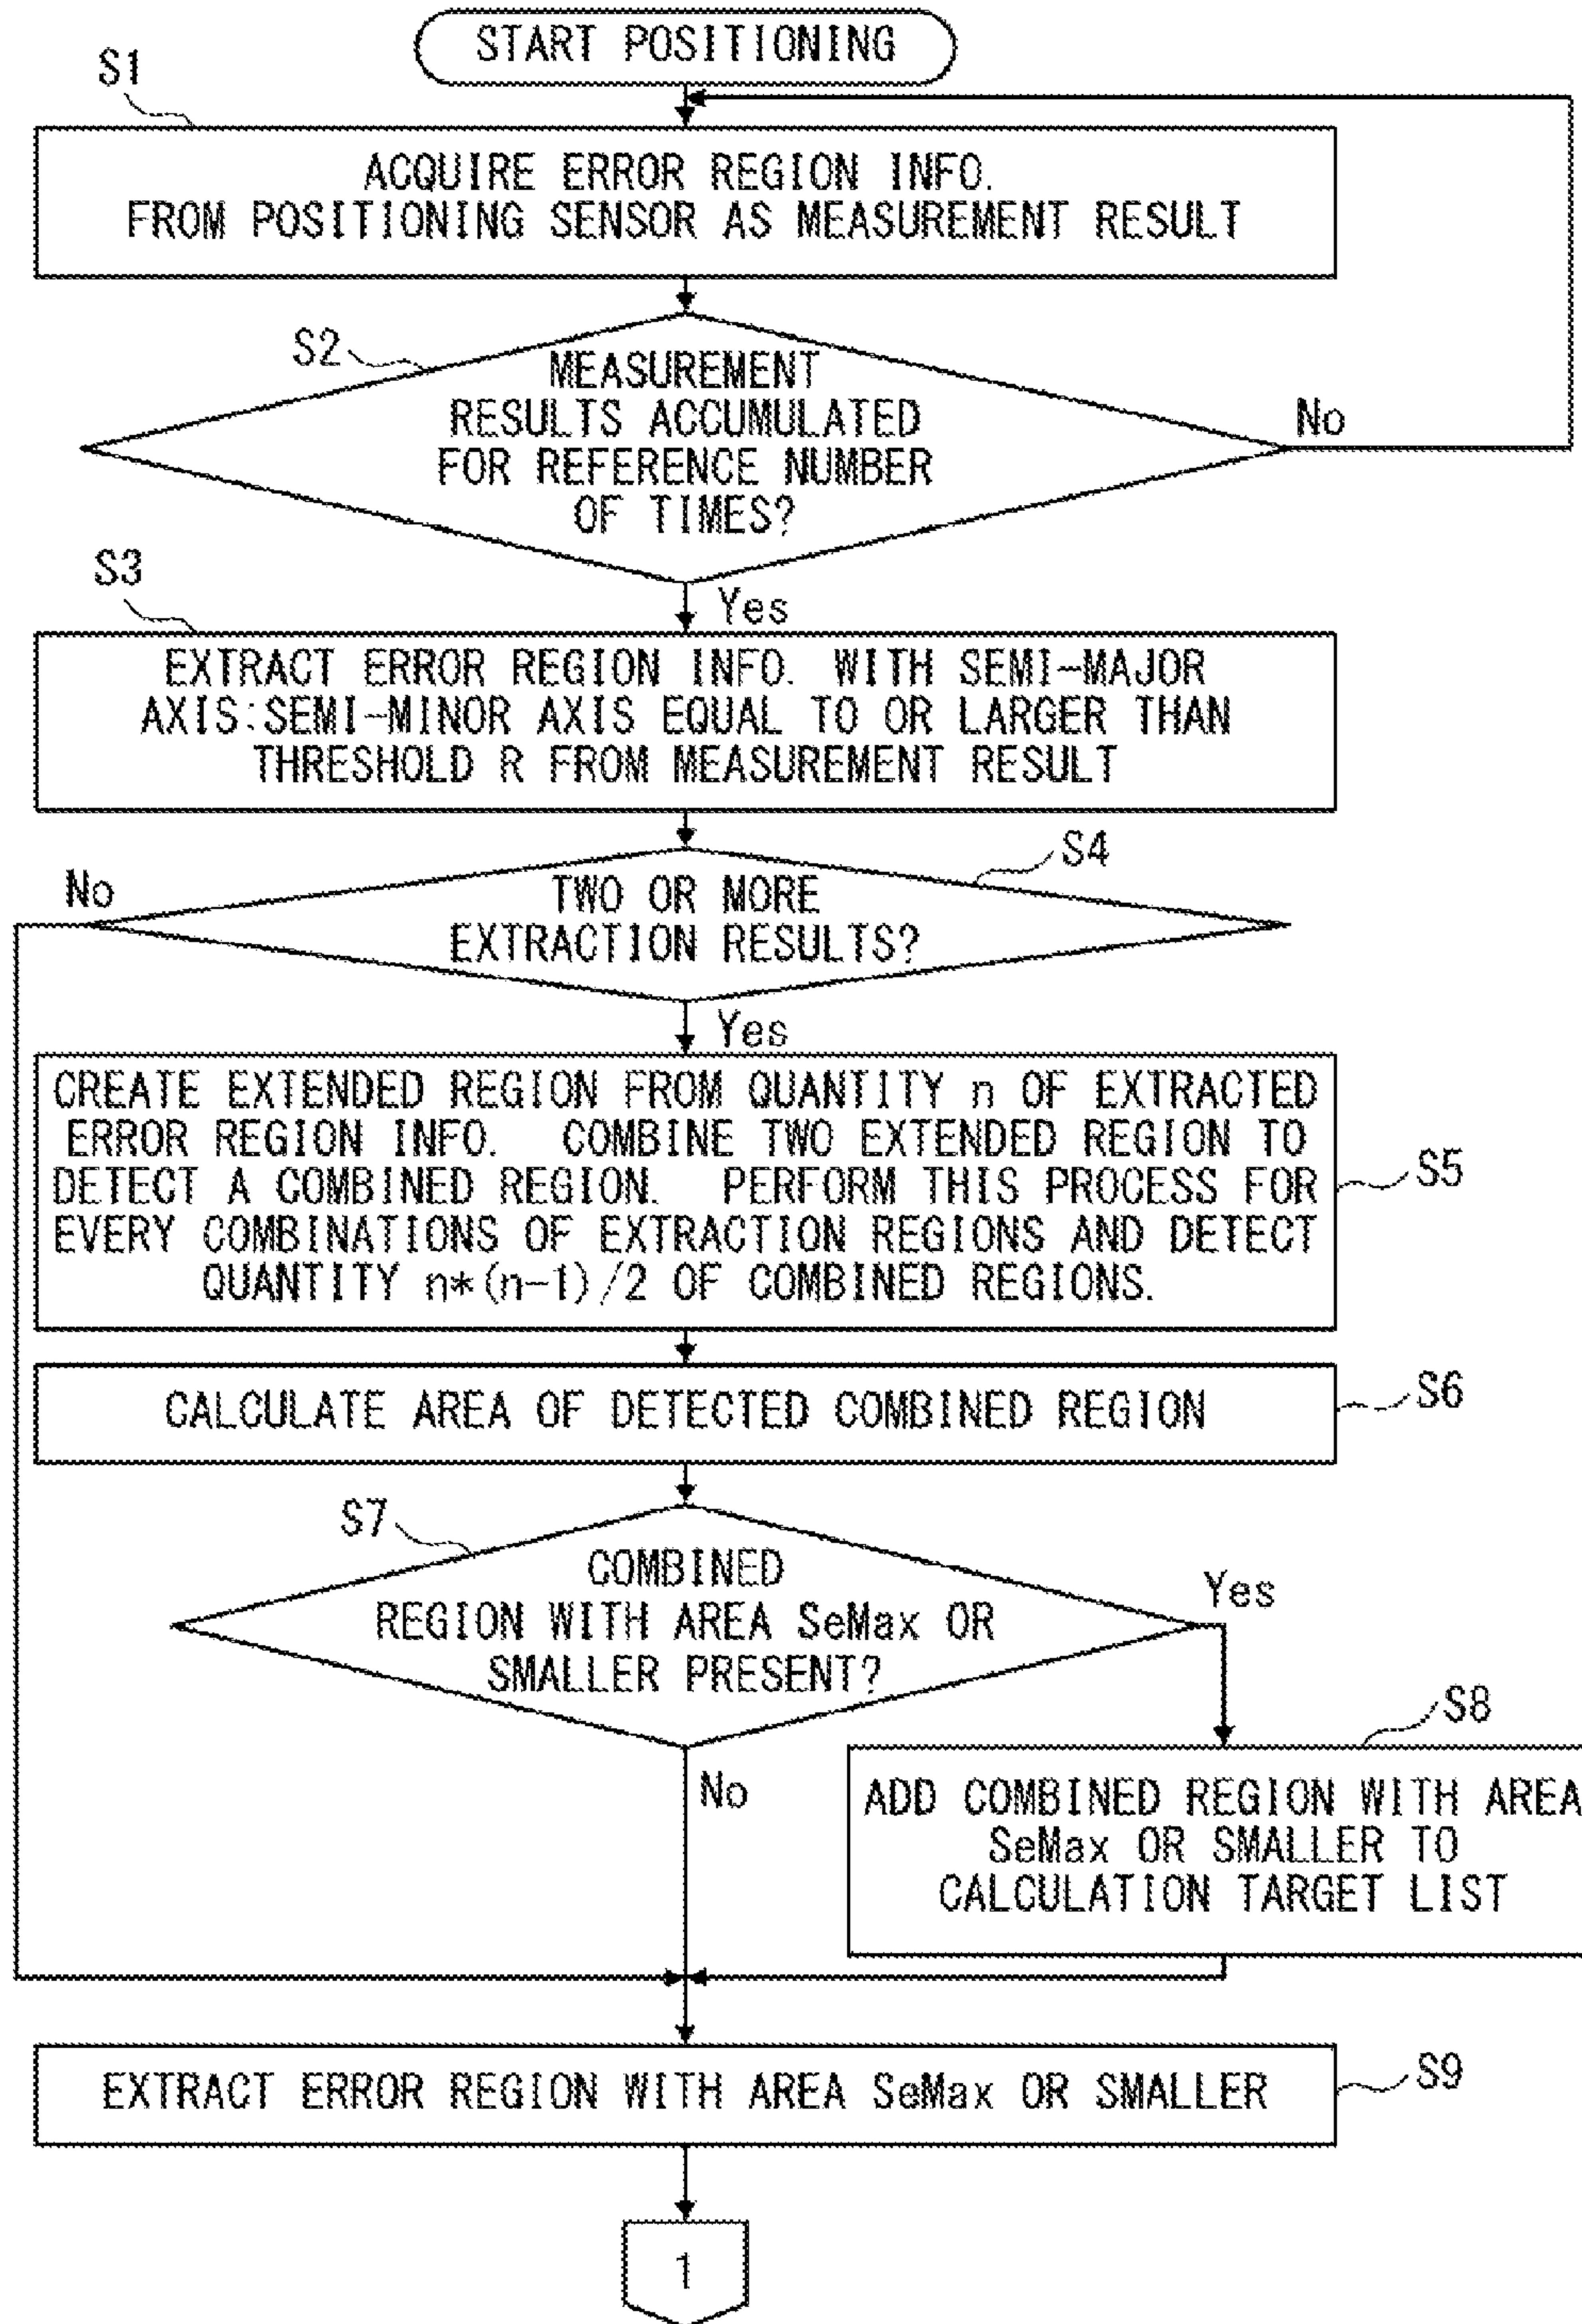 START POSITIONING
S1
ACQUIRE ERROR REGION INFO.
FROM POSITIONING SENSOR AS MEASUREMENT RESULT
S2
MEASUREMENT
RESULTS ACCUMULATED
FOR REFERENCE NUMBER
OF TIMES?
No
Yes
S3
EXTRACT ERROR REGION INFO. WITH SEMI-MAJOR
AXIS:SEMI-MINOR AXIS EQUAL TO OR LARGER THAN
THRESHOLD R FROM MEASUREMENT RESULT
S4
No
TWO OR MORE
EXTRACTION RESULTS?
Yes
CREATE EXTENDED REGION FROM QUANTITY n OF EXTRACTED
ERROR REGION INFO. COMBINE TWO EXTENDED REGION TO
DETECT A COMBINED REGION. PERFORM THIS PROCESS FOR
EVERY COMBINATIONS OF EXTRACTION REGIONS AND DETECT
QUANTITY n*(n-1)/2 OF COMBINED REGIONS.
S5
CALCULATE AREA OF DETECTED COMBINED REGION
S6
S7
COMBINED
REGION WITH AREA SeMax OR
SMALLER PRESENT?
Yes
No
S8
ADD COMBINED REGION WITH AREA
SeMax OR SMALLER TO
CALCULATION TARGET LIST
EXTRACT ERROR REGION WITH AREA SeMax OR SMALLER
S9
1